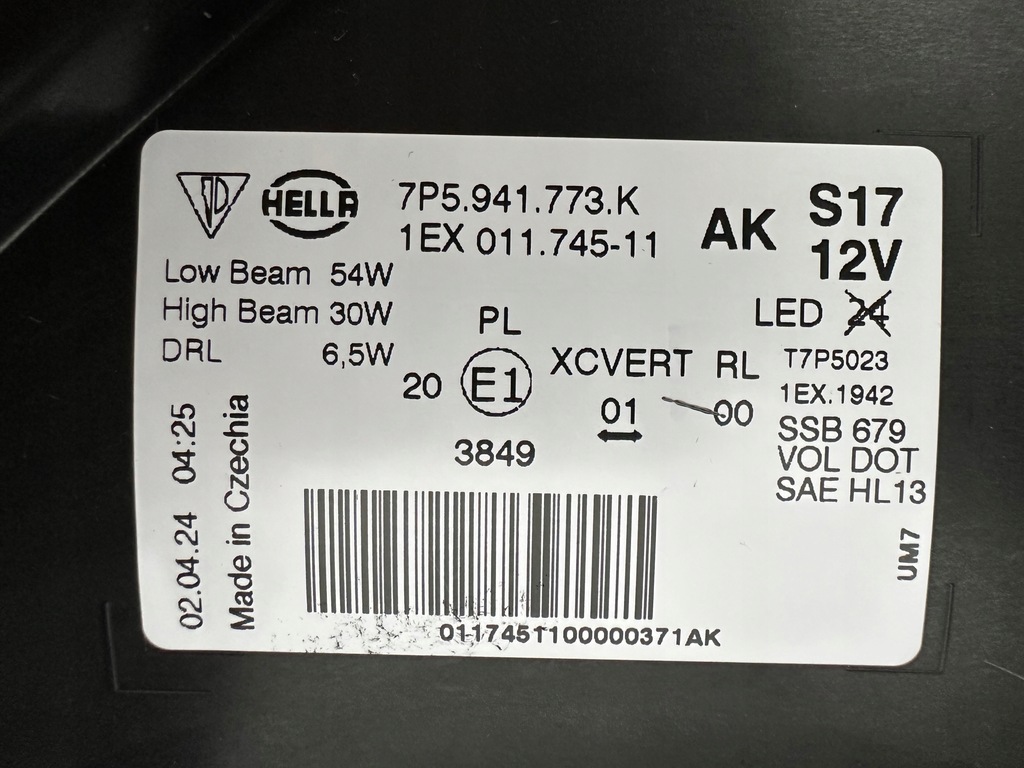 HELLA
7P5.941.773.K
1EX 011.745-11
AK
S17
12V
Low Beam 54W
High Beam 30W
DRL 6,5W
LED 24
PL
20 E1
3849
XCVERT RL
01 00
T7P5023
1EX.1942
SSB 679
VOL DOT
SAE HL13
UM7
02.04.24 04:25
Made in Czechia
0117451100000371AK